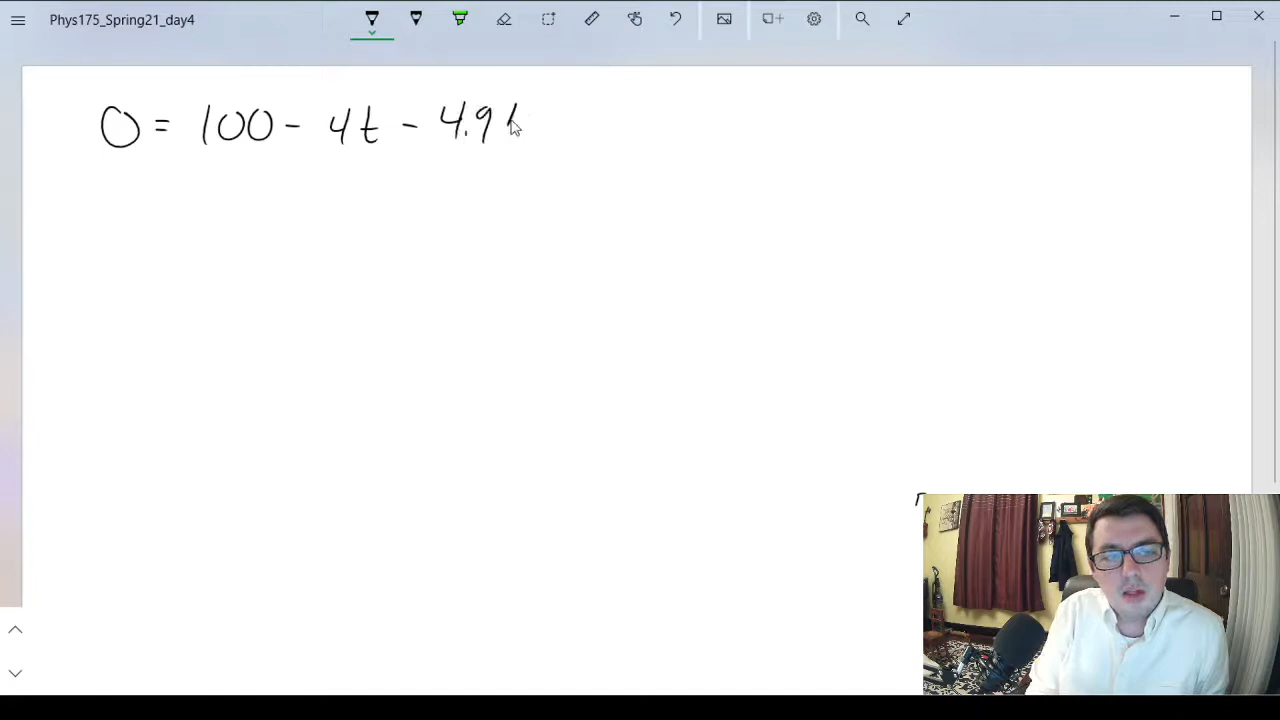 Phys175_Spring21_day4
0 = 100 - 4t - 4.9